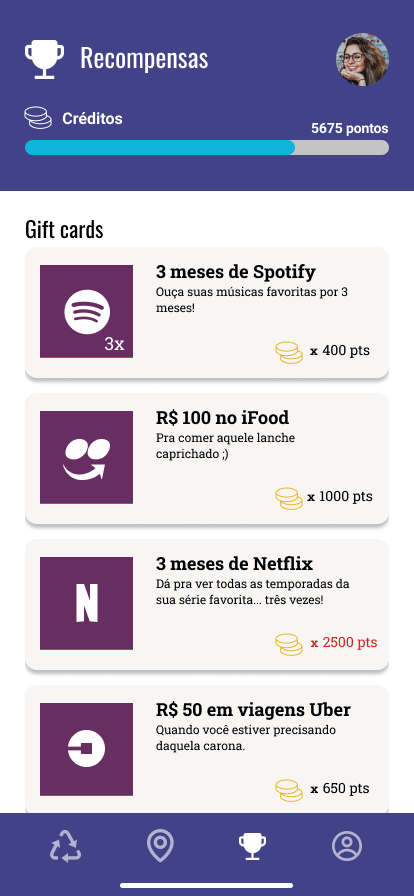 Recompensas
Créditos
5675 pontos
Gift cards
3 meses de Spotify
Ouça suas músicas favoritas por 3
meses!
3x
x 400 pts
R$ 100 no iFood
Pra comer aquele lanche
caprichado ;)
x 1000 pts
3 meses de Netflix
Dá pra ver todas as temporadas da
sua série favorita... três vezes!
N
x 2500 pts
R$ 50 em viagens Uber
Quando você estiver precisando
daquela carona.
x 650 pts